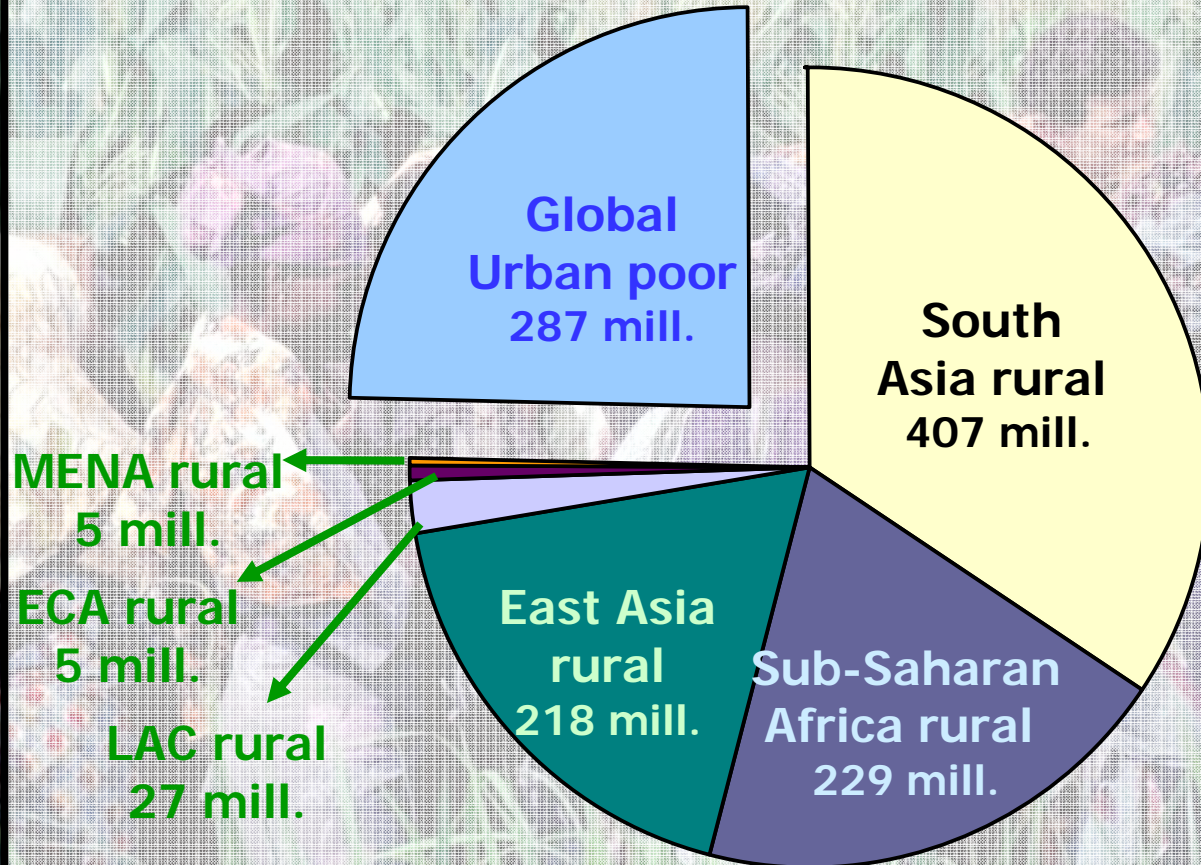 Global
Urban poor
287 mill.
South
Asia rural
407 mill.
MENA rural
5 mill.
ECA rural
5 mill.
LAC rural
27 mill.
East Asia
rural
218 mill.
Sub-Saharan
Africa rural
229 mill.